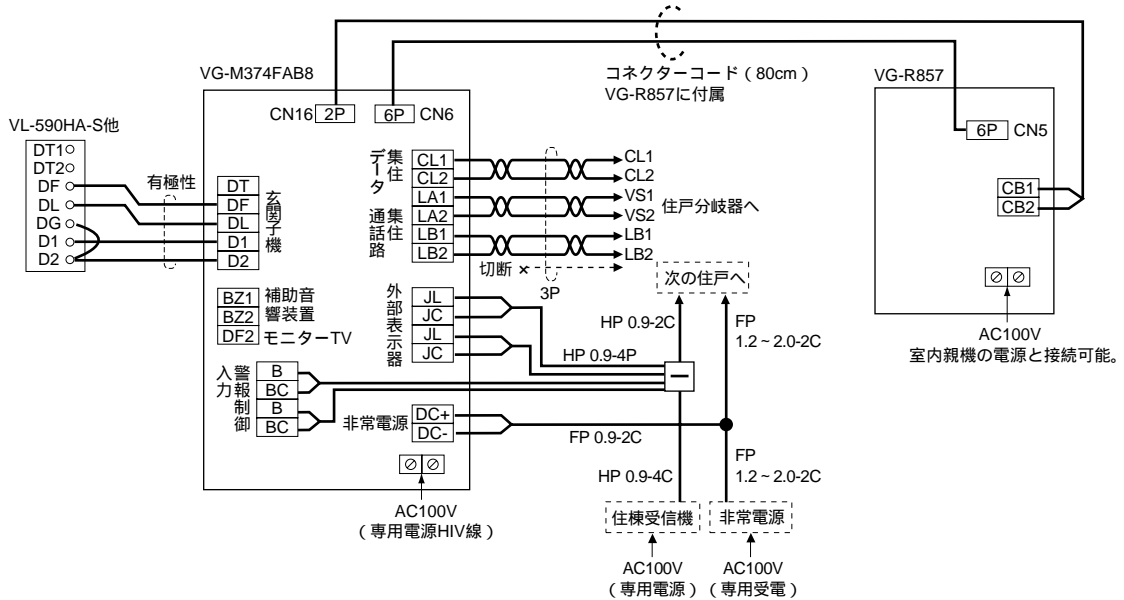 VG-M374FAB8
CN16 2P
6P CN6
コネクターコード（80cm）
VG-R857に付属
VG-R857
6P CN5
CB1
CB2
AC100V
室内親機の電源と接続可能。
VL-590HA-S他
DT1
DT2
DF
DL
DG
D1
D2
有極性
DT
DF
DL
D1
D2
玄関子機
BZ1
BZ2
DF2
補助音
響装置
モニターTV
警報制御
入力
B
BC
B
BC
集住
データ
CL1
CL2
集住
通話路
LA1
LA2
LB1
LB2
CL1
CL2
VS1
VS2
LB1
LB2
住戸分岐器へ
切断
3P
外部表示器
JL
JC
JL
JC
HP 0.9-4P
次の住戸へ
HP 0.9-2C
FP
1.2～2.0-2C
非常電源
DC+
DC-
FP 0.9-2C
HP 0.9-4C
FP
1.2～2.0-2C
AC100V
（専用電源HIV線）
住棟受信機
非常電源
AC100V
（専用電源）
AC100V
（専用受電）